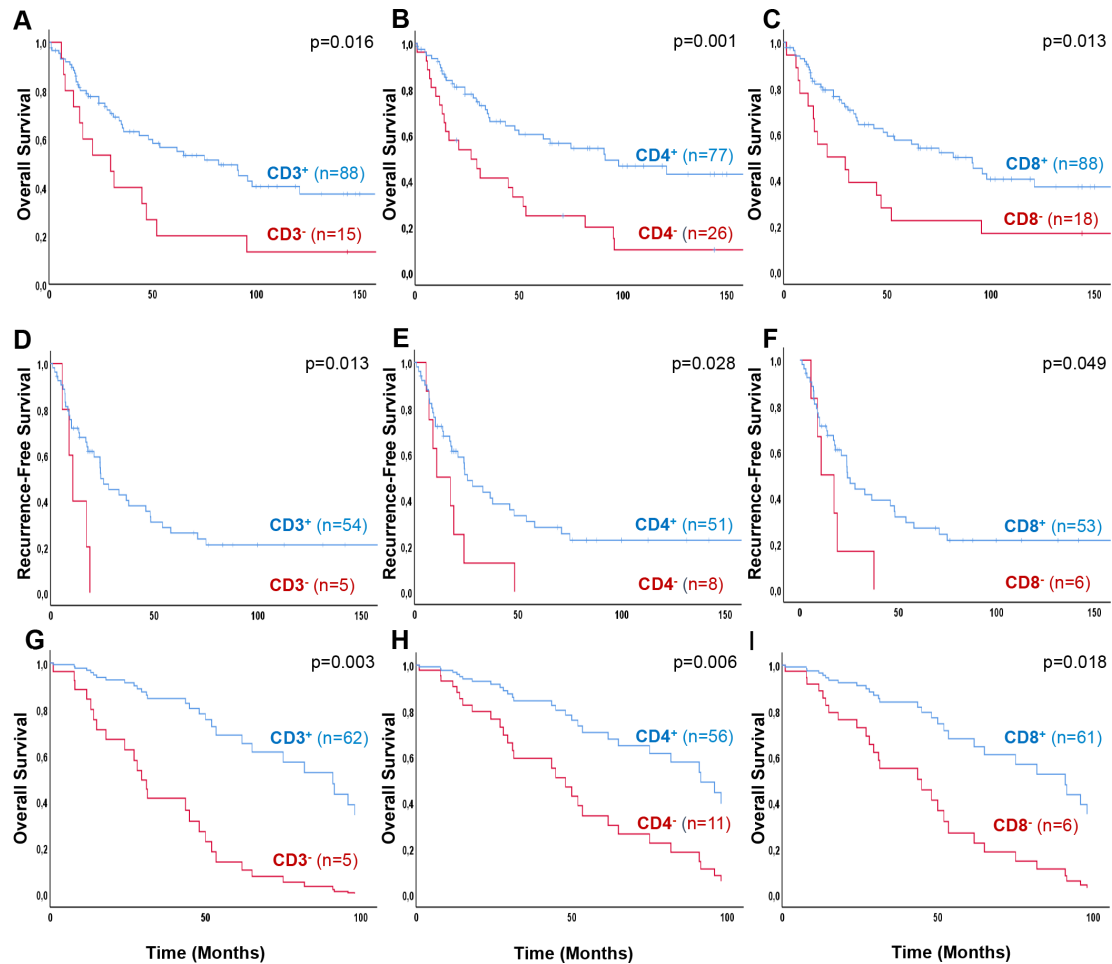 A
p=0.016
Overall Survival
1,0
0,8
0,6
0,4
0,2
0,0
CD3+ (n=88)
CD3- (n=15)
0 50 100 150
B
p=0.001
Overall Survival
1,0
0,8
0,6
0,4
0,2
0,0
CD4+ (n=77)
CD4- (n=26)
0 50 100 150
C
p=0.013
Overall Survival
1,0
0,8
0,6
0,4
0,2
0,0
CD8+ (n=88)
CD8- (n=18)
0 50 100 150
D
p=0.013
Recurrence-Free Survival
1,0
0,8
0,6
0,4
0,2
0,0
CD3+ (n=54)
CD3- (n=5)
0 50 100 150
E
p=0.028
Recurrence-Free Survival
1,0
0,8
0,6
0,4
0,2
0,0
CD4+ (n=51)
CD4- (n=8)
0 50 100 150
F
p=0.049
Recurrence-Free Survival
1,0
0,8
0,6
0,4
0,2
0,0
CD8+ (n=53)
CD8- (n=6)
0 50 100 150
G
p=0.003
Overall Survival
1,0
0,8
0,6
0,4
0,2
0,0
CD3+ (n=62)
CD3- (n=5)
0 50 100
Time (Months)
H
p=0.006
Overall Survival
1,0
0,8
0,6
0,4
0,2
0,0
CD4+ (n=56)
CD4- (n=11)
0 50 100
Time (Months)
I
p=0.018
Overall Survival
1,0
0,8
0,6
0,4
0,2
0,0
CD8+ (n=61)
CD8- (n=6)
0 50 100
Time (Months)